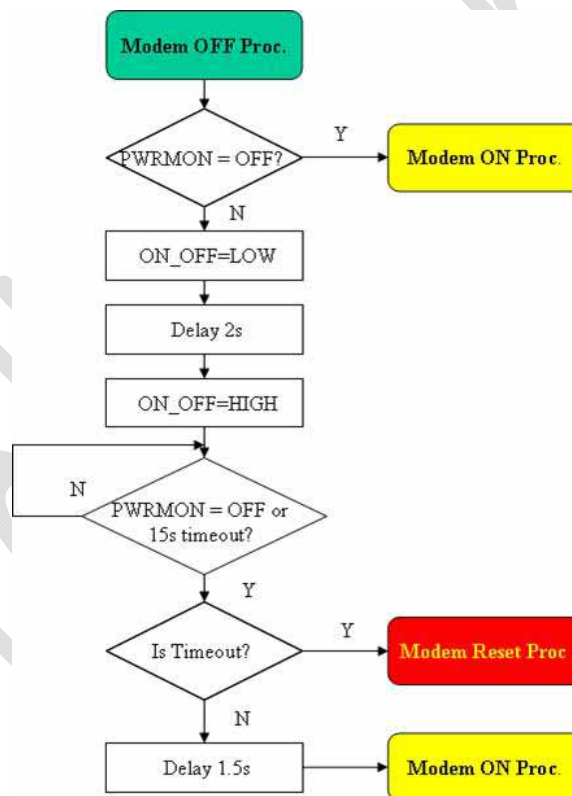 Modem OFF Proc.
PWRMON = OFF?
Y
Modem ON Proc.
N
ON_OFF=LOW
Delay 2s
ON_OFF=HIGH
N
PWRMON = OFF or
15s timeout?
Y
Is Timeout?
Y
Modem Reset Proc
N
Delay 1.5s
Modem ON Proc.